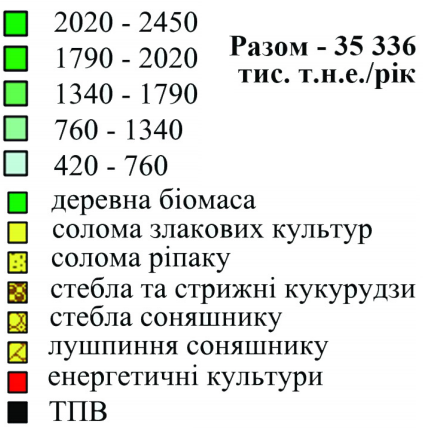 2020 - 2450
1790 - 2020
1340 - 1790
760 - 1340
420 - 760
Разом - 35 336
тис. т.н.е./рік
деревна біомаса
солома злакових культур
солома ріпаку
стебла та стрижні кукурудзи
стебла соняшнику
лушпиння соняшнику
енергетичні культури
ТПВ